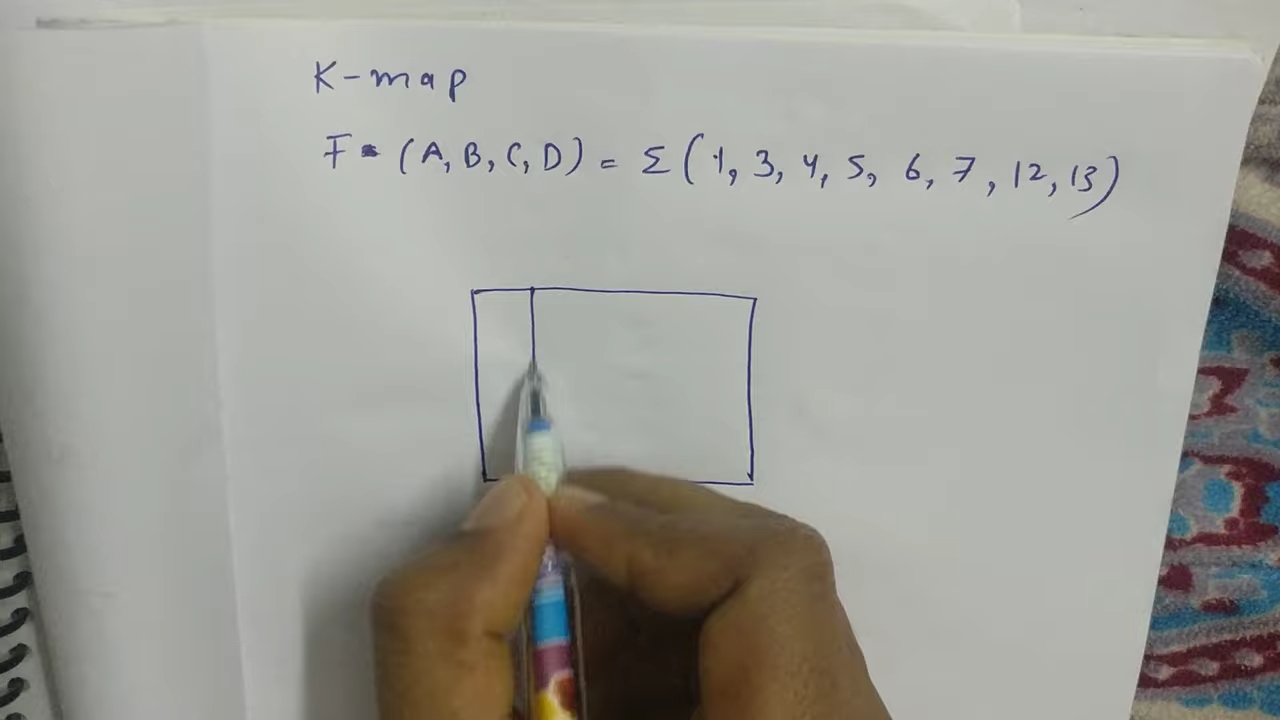 K-map
F (A, B, C, D) = Σ (1, 3, 4, 5, 6, 7, 12, 13)